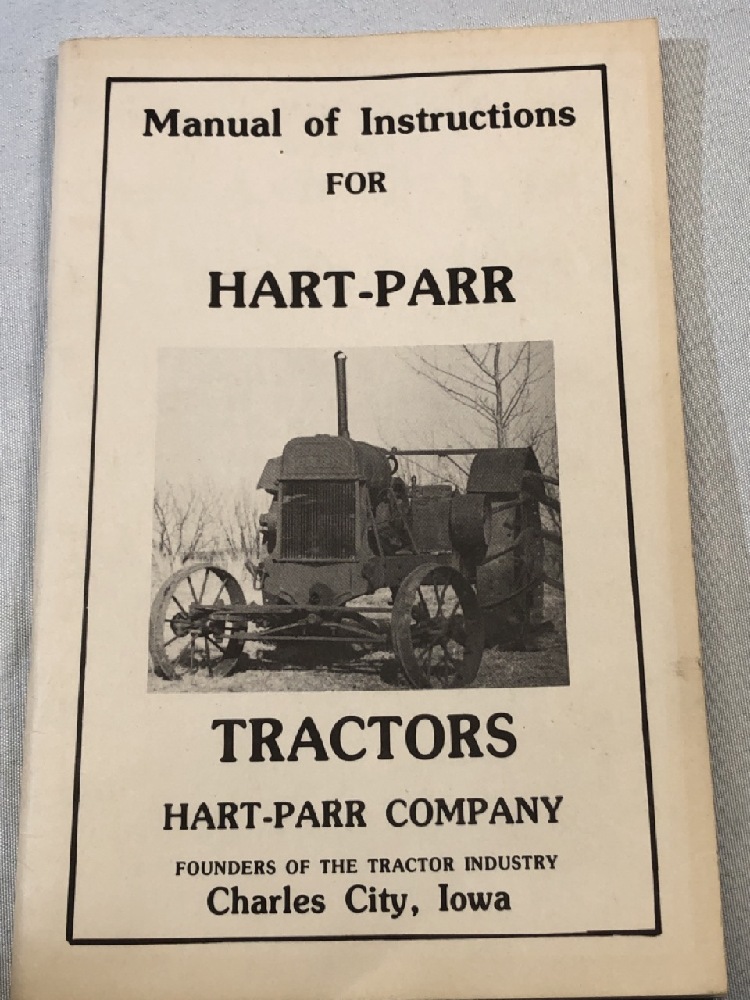 Manual of Instructions
FOR
HART-PARR
TRACTORS
HART-PARR COMPANY
FOUNDERS OF THE TRACTOR INDUSTRY
Charles City, Iowa